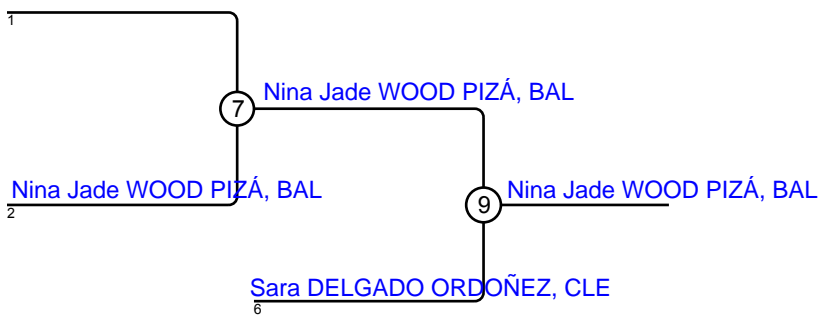 1
Nina Jade WOOD PIZÁ, BAL
7
Nina Jade WOOD PIZÁ, BAL
2
Nina Jade WOOD PIZÁ, BAL
9
Sara DELGADO ORDOÑEZ, CLE
6